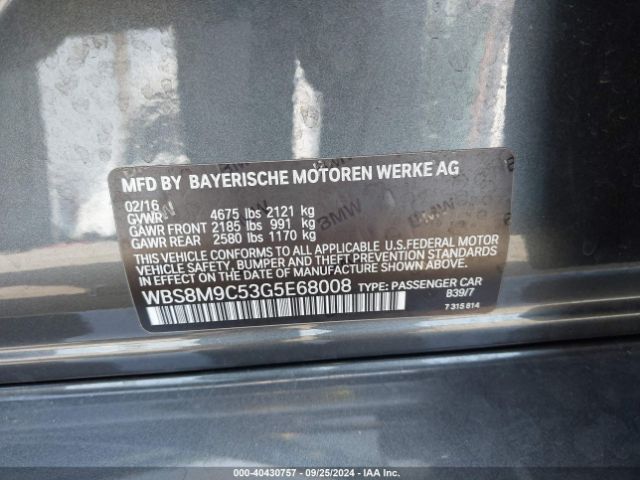 MFD BY BAYERISCHE MOTOREN WERKE AG
02/16
GVWR 4675 lbs 2121 kg
GAWR FRONT 2185 lbs 991 kg
GAWR REAR 2580 lbs 1170 kg
THIS VEHICLE CONFORMS TO ALL APPLICABLE U.S.FEDERAL MOTOR
VEHICLE SAFETY, BUMPER, AND THEFT PREVENTION STANDARDS
IN EFFECT ON THE DATE OF MANUFACTURE SHOWN ABOVE.
WBS8M9C53G5E68008 TYPE: PASSENGER CAR
B39/7
7 315 814
000-40430757 - 09/25/2024 - IAA Inc.